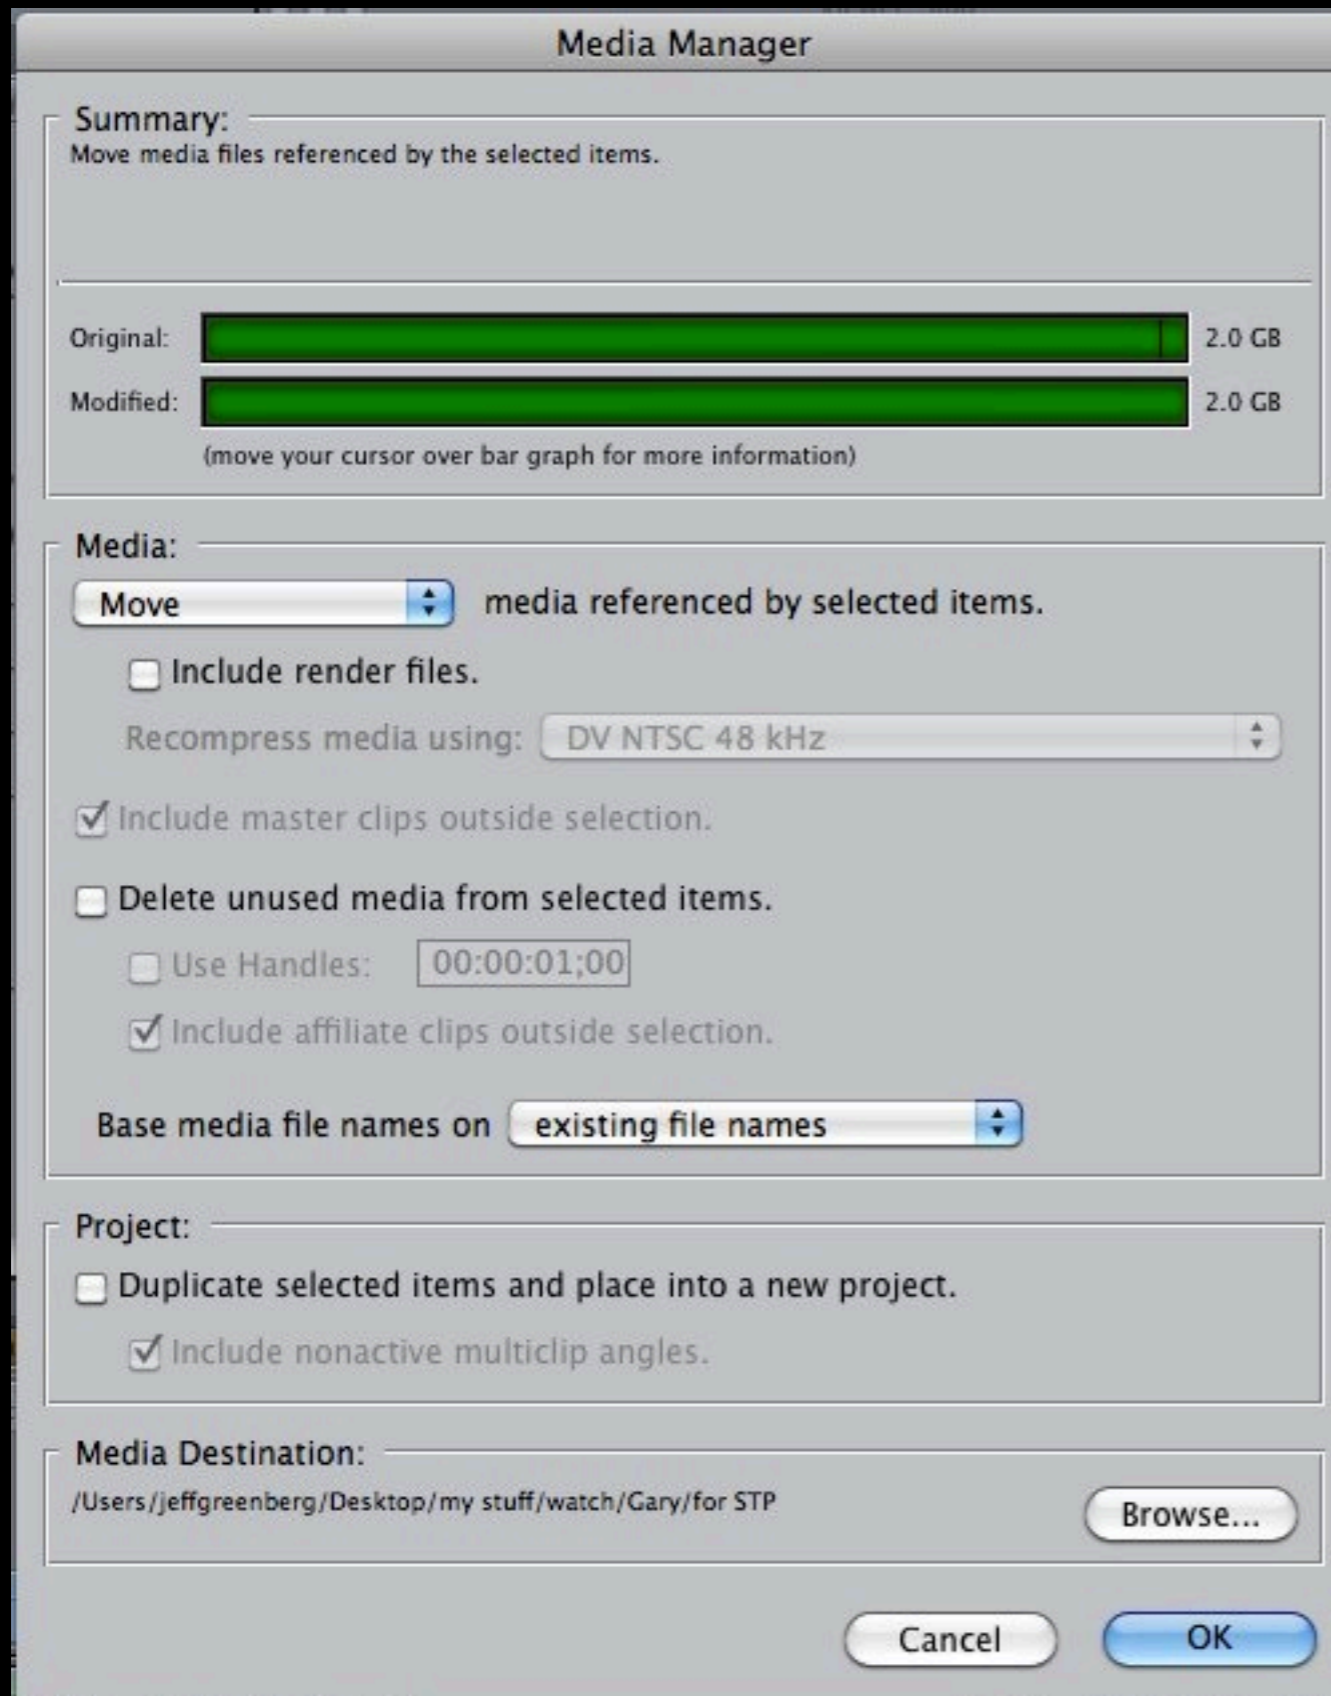 Media Manager
Summary:
Move media files referenced by the selected items.
Original: 2.0 GB
Modified: 2.0 GB
(move your cursor over bar graph for more information)
Media:
Move media referenced by selected items.
Include render files.
Recompress media using: DV NTSC 48 kHz
Include master clips outside selection.
Delete unused media from selected items.
Use Handles: 00:00:01;00
Include affiliate clips outside selection.
Base media file names on existing file names
Project:
Duplicate selected items and place into a new project.
Include nonactive multiclip angles.
Media Destination:
/Users/jeffgreenberg/Desktop/my stuff/watch/Gary/for STP
Browse...
Cancel OK